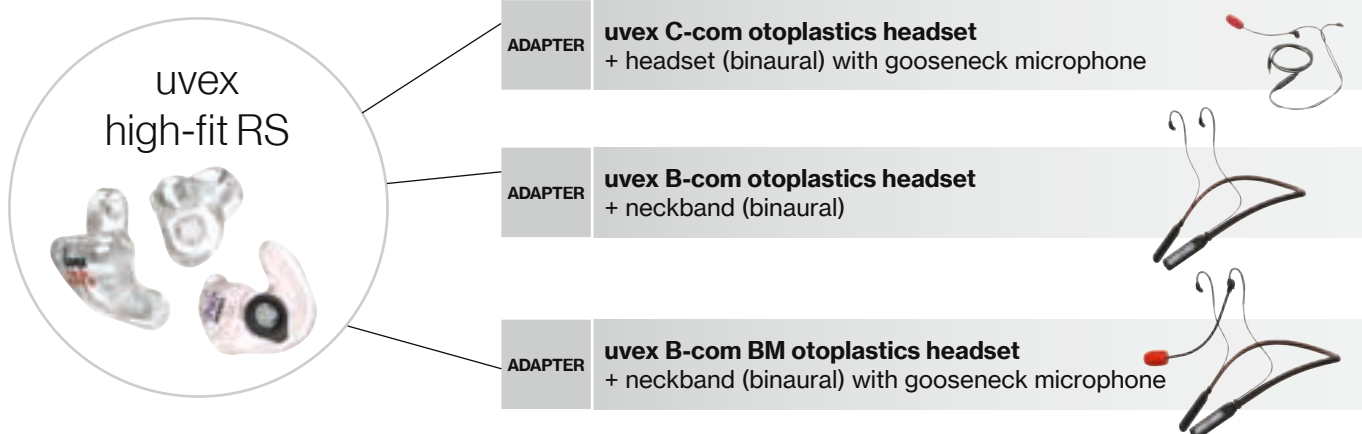 uvex
high-fit RS
ADAPTER
uvex C-com otoplastics headset
+ headset (binaural) with gooseneck microphone
ADAPTER
uvex B-com otoplastics headset
+ neckband (binaural)
ADAPTER
uvex B-com BM otoplastics headset
+ neckband (binaural) with gooseneck microphone
uvex